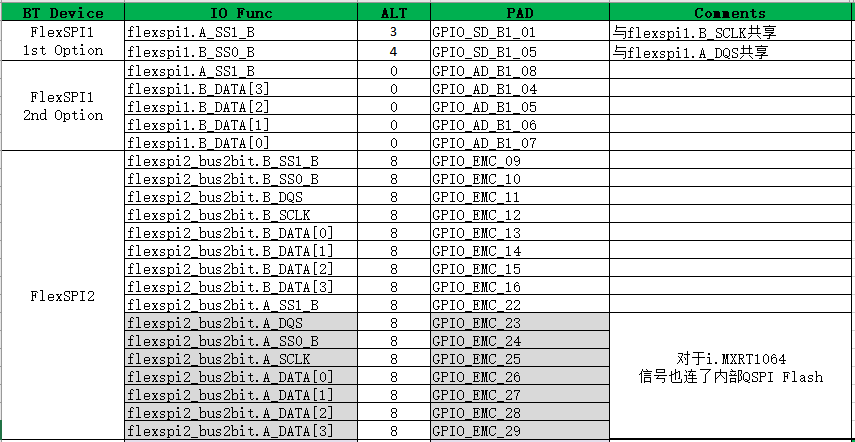 BT Device IO Func ALT PAD Comments
FlexSPI1 1st Option
flexspi1.A_SS1_B 3 GPIO_SD_B1_01 与flexspi1.B_SCLK共享
flexspi1.B_SS0_B 4 GPIO_SD_B1_05 与flexspi1.A_DQS共享
FlexSPI1 2nd Option
flexspi1.A_SS1_B 0 GPIO_AD_B1_08
flexspi1.B_DATA[3] 0 GPIO_AD_B1_04
flexspi1.B_DATA[2] 0 GPIO_AD_B1_05
flexspi1.B_DATA[1] 0 GPIO_AD_B1_06
flexspi1.B_DATA[0] 0 GPIO_AD_B1_07
FlexSPI2
flexspi2_bus2bit.B_SS1_B 8 GPIO_EMC_09
flexspi2_bus2bit.B_SS0_B 8 GPIO_EMC_10
flexspi2_bus2bit.B_DQS 8 GPIO_EMC_11
flexspi2_bus2bit.B_SCLK 8 GPIO_EMC_12
flexspi2_bus2bit.B_DATA[0] 8 GPIO_EMC_13
flexspi2_bus2bit.B_DATA[1] 8 GPIO_EMC_14
flexspi2_bus2bit.B_DATA[2] 8 GPIO_EMC_15
flexspi2_bus2bit.B_DATA[3] 8 GPIO_EMC_16
flexspi2_bus2bit.A_SS1_B 8 GPIO_EMC_22
flexspi2_bus2bit.A_DQS 8 GPIO_EMC_23
flexspi2_bus2bit.A_SS0_B 8 GPIO_EMC_24
flexspi2_bus2bit.A_SCLK 8 GPIO_EMC_25
flexspi2_bus2bit.A_DATA[0] 8 GPIO_EMC_26
flexspi2_bus2bit.A_DATA[1] 8 GPIO_EMC_27
flexspi2_bus2bit.A_DATA[2] 8 GPIO_EMC_28
flexspi2_bus2bit.A_DATA[3] 8 GPIO_EMC_29
对于i.MXRT1064
信号也连了内部QSPI Flash